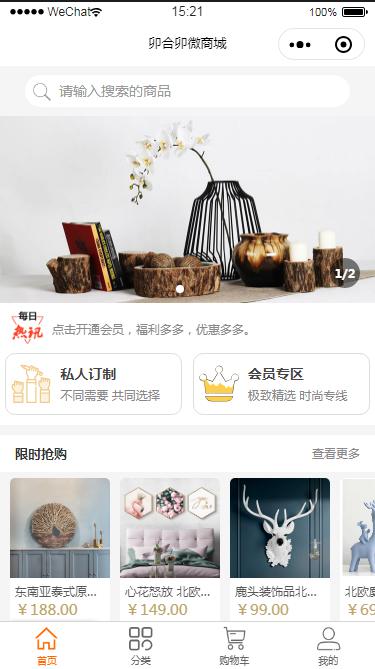 WeChat 15:21 100%
卯合卯微商城
请输入搜索的商品
1/2
每日
热讯
点击开通会员，福利多多，优惠多多。
私人订制
不同需要 共同选择
会员专区
极致精选 时尚专线
限时抢购 查看更多
东南亚泰式原... 心花怒放 北欧... 鹿头装饰品北... 北欧
￥188.00 ￥149.00 ￥99.00 ￥69
首页 分类 购物车 我的